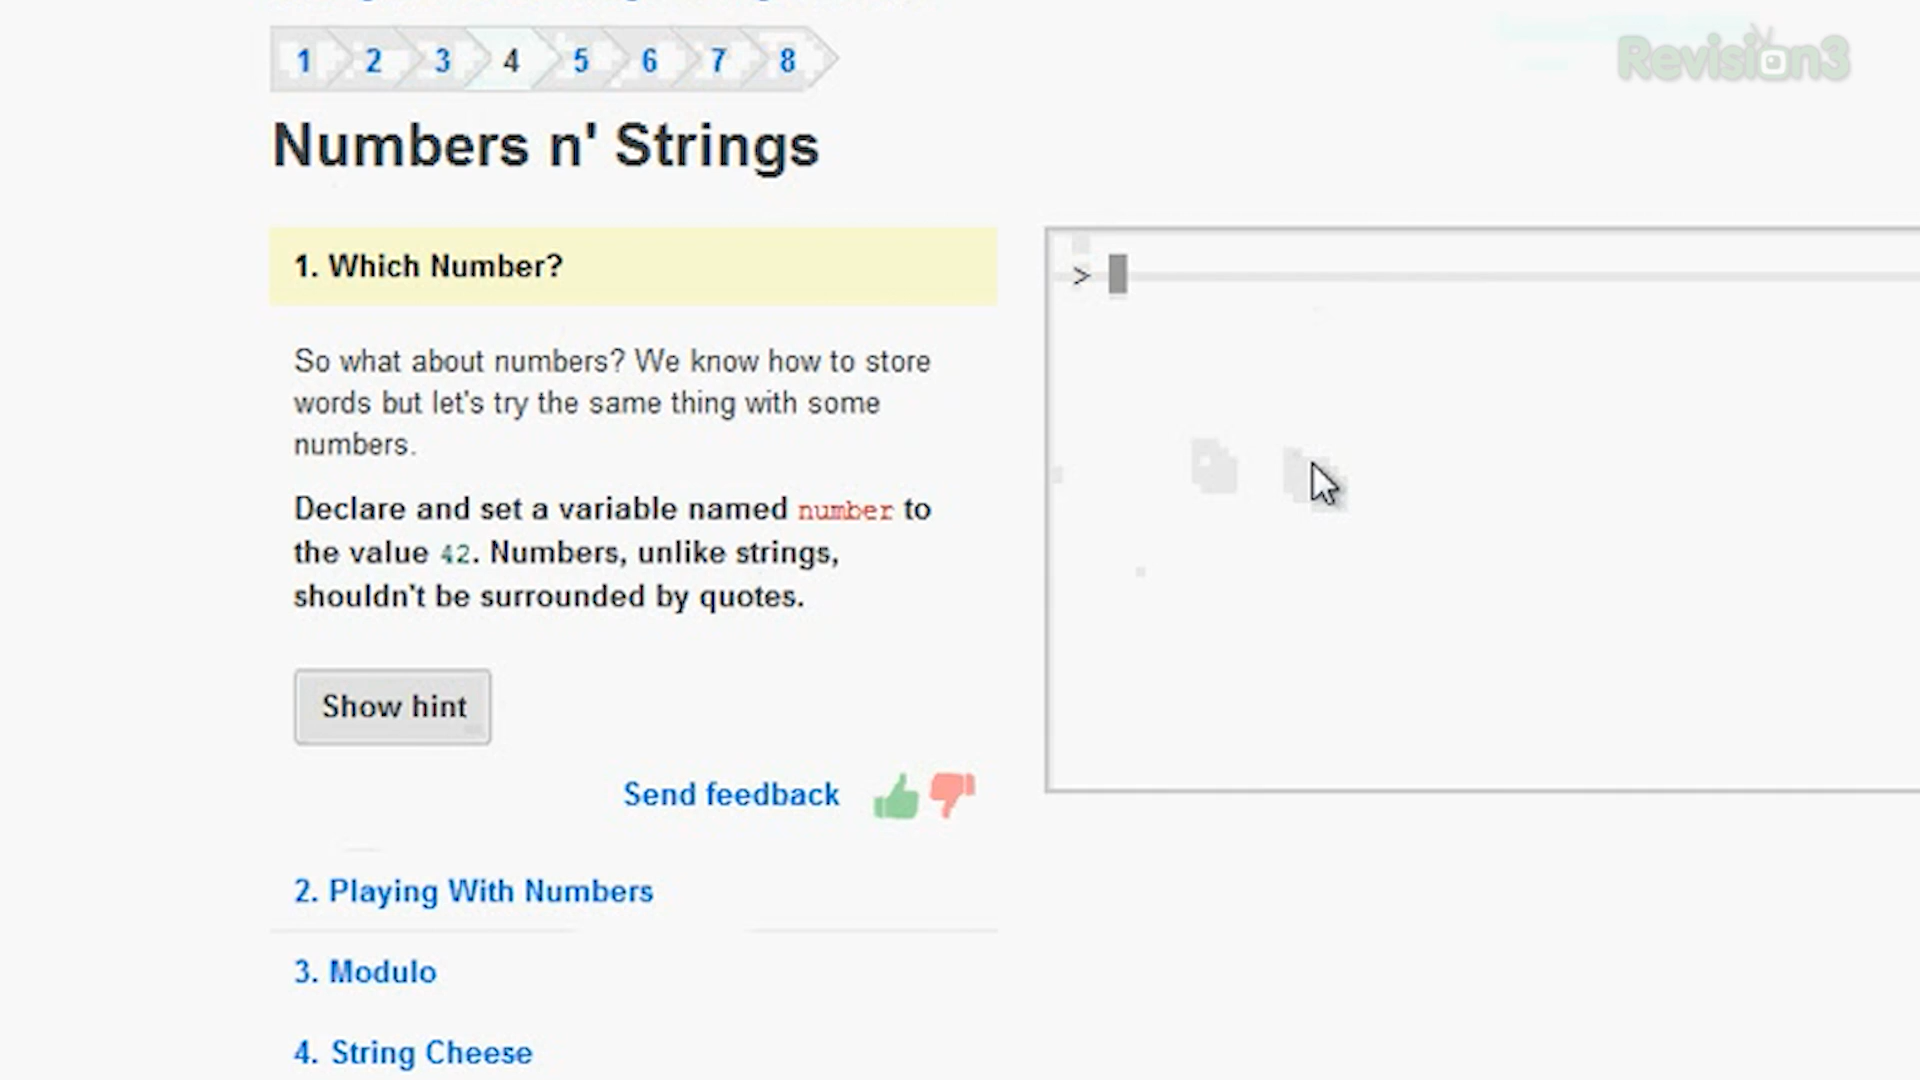 1 2 3 4 5 6 7 8
Revision3
Numbers n' Strings
1. Which Number?
>
So what about numbers? We know how to store
words but let's try the same thing with some
numbers.
Declare and set a variable named number to
the value 42. Numbers, unlike strings,
shouldn't be surrounded by quotes.
Show hint
Send feedback
2. Playing With Numbers
3. Modulo
4. String Cheese